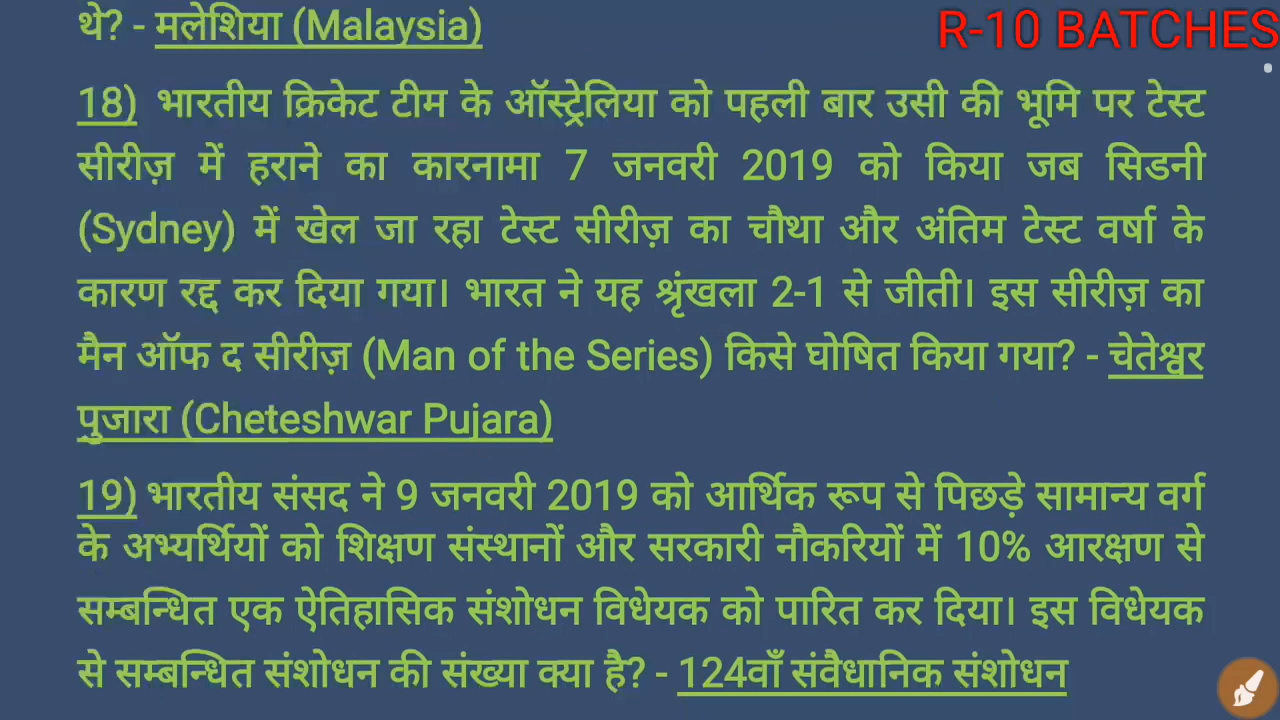 थे? - मलेशिया (Malaysia)
R-10 BATCHES
18) भारतीय क्रिकेट टीम के ऑस्ट्रेलिया को पहली बार उसी की भूमि पर टेस्ट
सीरीज़ में हराने का कारनामा 7 जनवरी 2019 को किया जब सिडनी
(Sydney) में खेल जा रहा टेस्ट सीरीज़ का चौथा और अंतिम टेस्ट वर्षा के
कारण रद्द कर दिया गया। भारत ने यह श्रृंखला 2-1 से जीती। इस सीरीज़ का
मैन ऑफ द सीरीज़ (Man of the Series) किसे घोषित किया गया? - चेतेश्वर
पुजारा (Cheteshwar Pujara)
19) भारतीय संसद ने 9 जनवरी 2019 को आर्थिक रूप से पिछड़े सामान्य वर्ग
के अभ्यर्थियों को शिक्षण संस्थानों और सरकारी नौकरियों में 10% आरक्षण से
सम्बन्धित एक ऐतिहासिक संशोधन विधेयक को पारित कर दिया। इस विधेयक
से सम्बन्धित संशोधन की संख्या क्या है? - 124वाँ संवैधानिक संशोधन